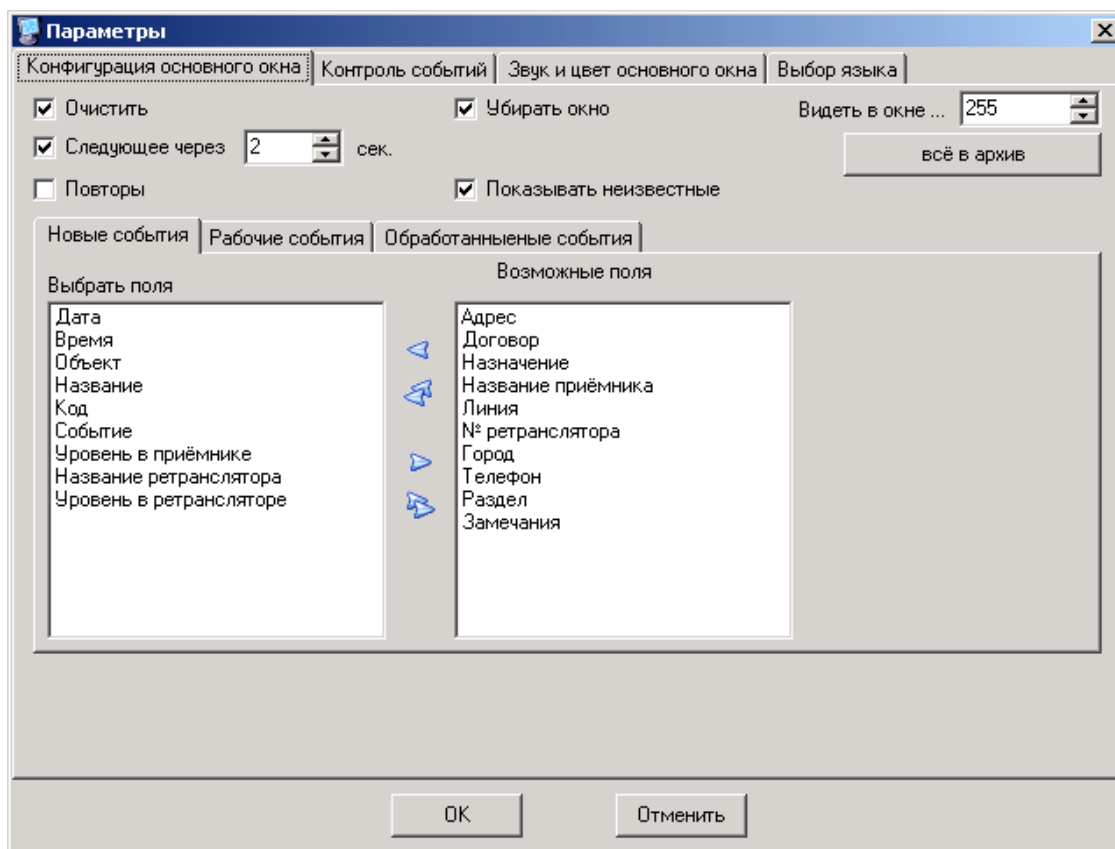 Параметры
Конфигурация основного окна Контроль событий Звук и цвет основного окна Выбор языка
Очистить Убирать окно Видеть в окне ... 255
Следующее через 2 сек. всё в архив
Повторы Показывать неизвестные
Новые события Рабочие события Обработанныеные события
Возможные поля
Выбрать поля
Дата Адрес
Время Договор
Объект Назначение
Название Название приёмника
Код Линия
Событие № ретранслятора
Уровень в приёмнике Город
Название ретранслятора Телефон
Уровень в ретрансляторе Раздел
Замечания
OK Отменить